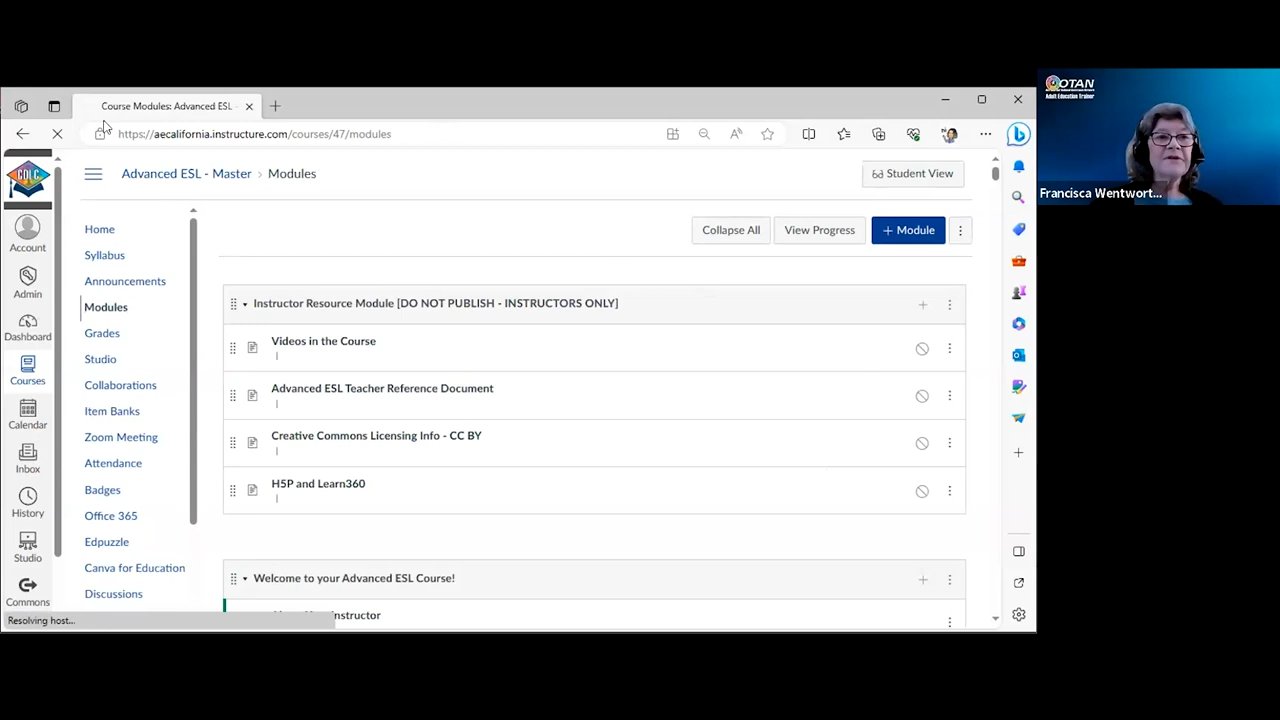 Course Modules: Advanced ESL -
https://aecalifornia.instructure.com/courses/47/modules
CDLC
Account
Admin
Dashboard
Courses
Calendar
Inbox
History
Studio
Commons
Advanced ESL - Master > Modules
Student View
Home
Syllabus
Announcements
Modules
Grades
Studio
Collaborations
Item Banks
Zoom Meeting
Attendance
Badges
Office 365
Edpuzzle
Canva for Education
Discussions
Collapse All
View Progress
+ Module
Instructor Resource Module [DO NOT PUBLISH - INSTRUCTORS ONLY]
Videos in the Course
Advanced ESL Teacher Reference Document
Creative Commons Licensing Info - CC BY
H5P and Learn360
Welcome to your Advanced ESL Course!
Instructor
Resolving host...
OTAN
Adult Education Trainer
Francisca Wentwort...